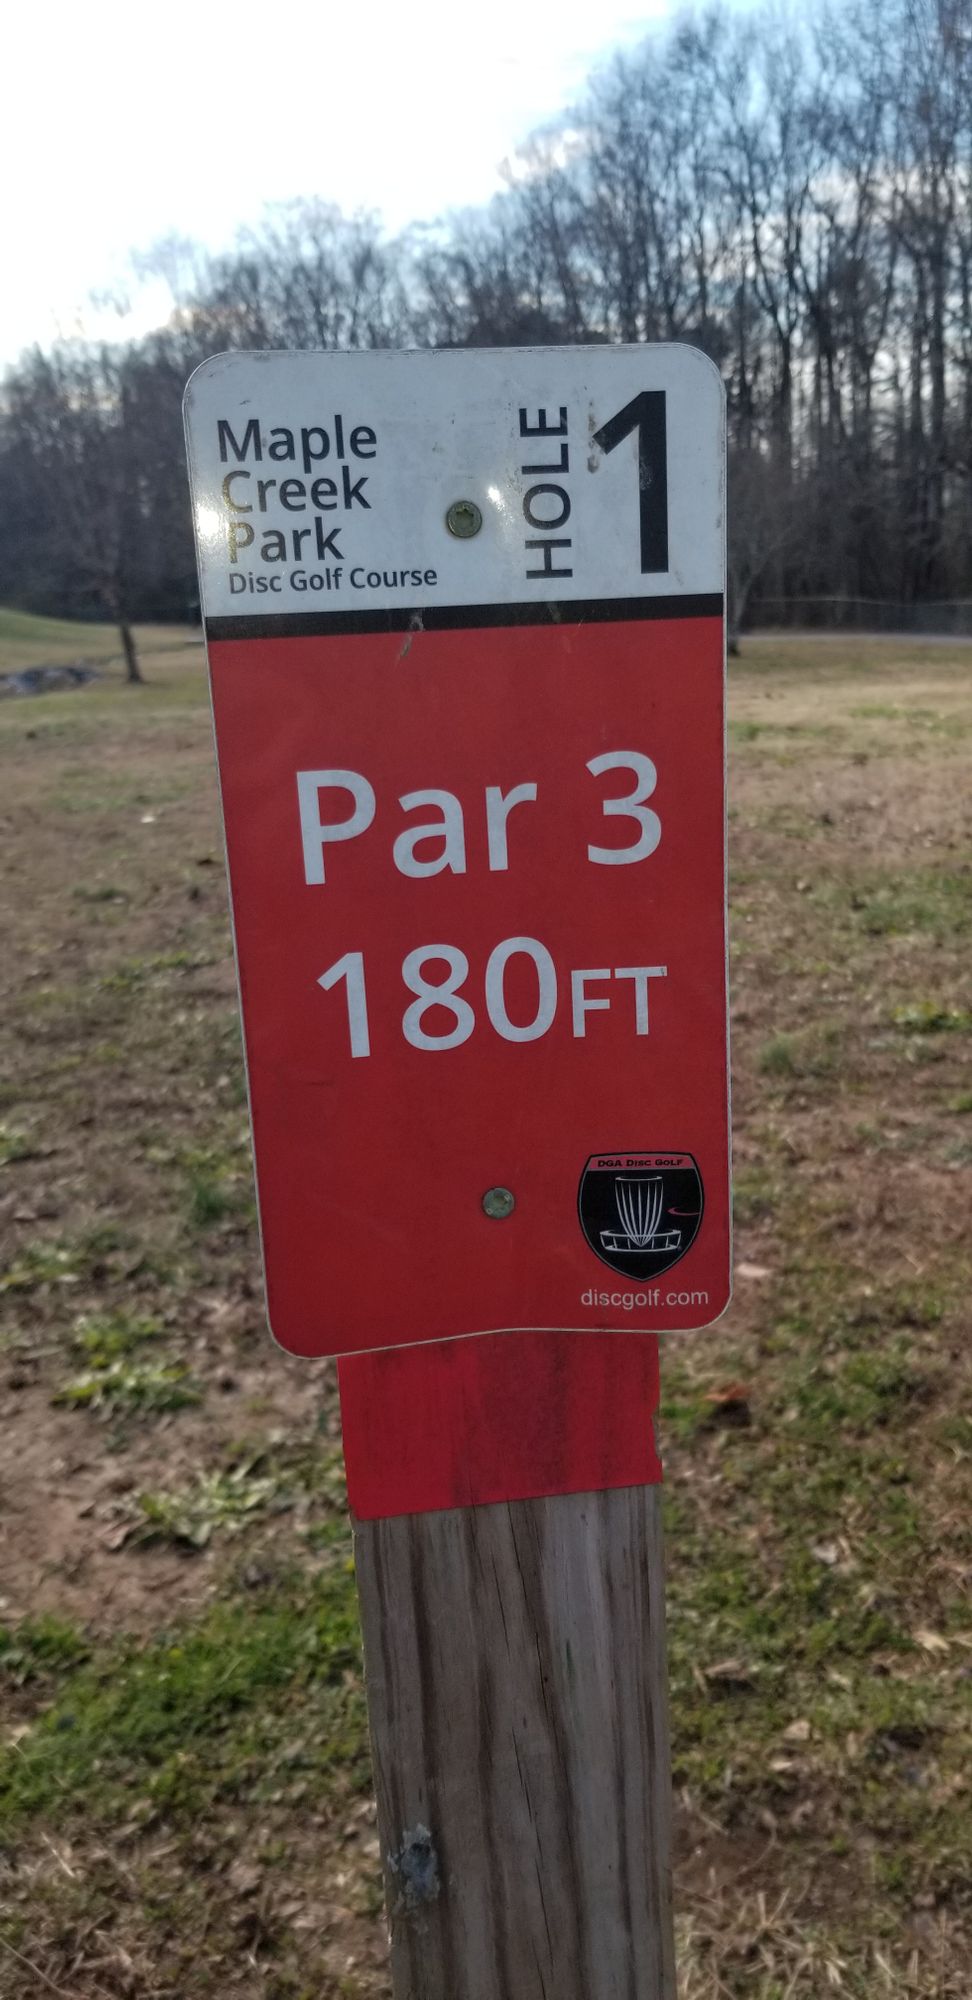 Maple
Creek
Park
Disc Golf Course
HOLE 1
Par 3
180FT
DGA DISC GOLF
discgolf.com